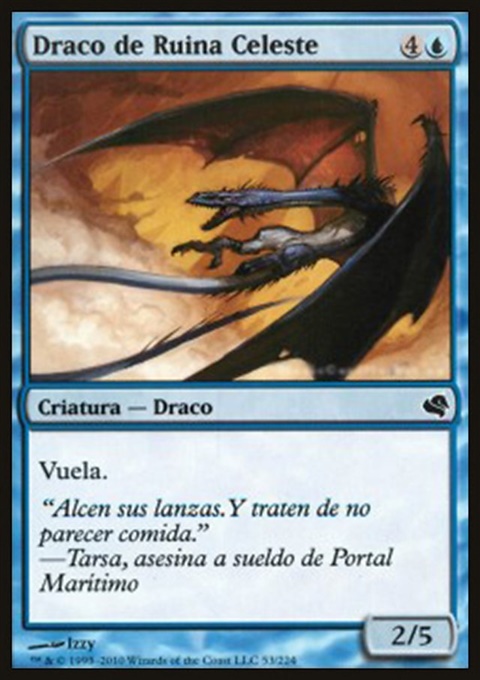 Draco de Ruina Celeste 4
Criatura — Draco
Vuela.
“Alcen sus lanzas. Y traten de no
parecer comida.”
—Tarsa, asesina a sueldo de Portal
Marítimo
2/5
Izzy
™ & © 1993–2010 Wizards of the Coast LLC 53/224